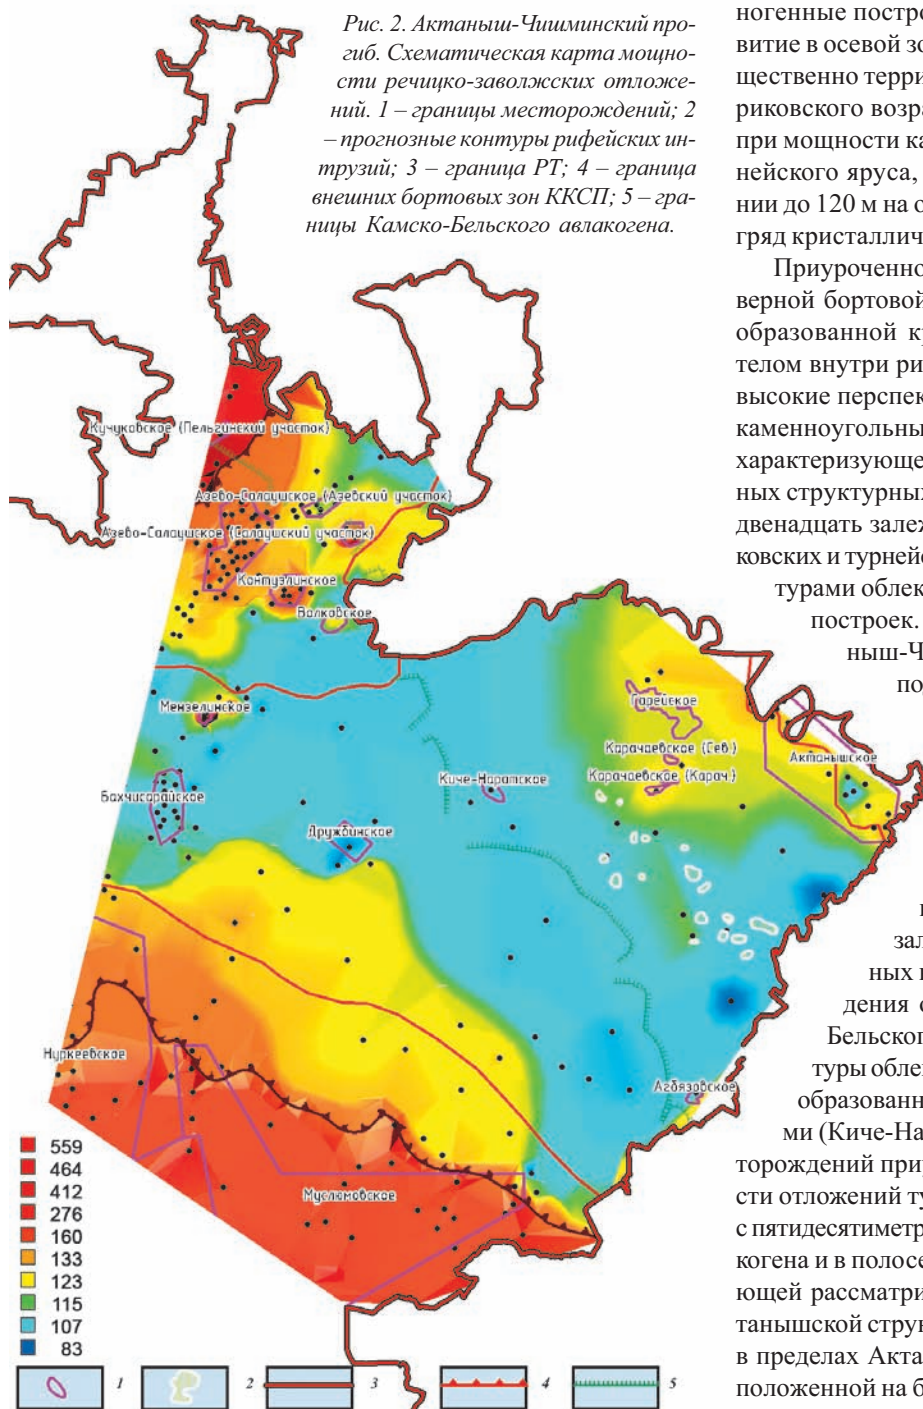 Рис. 2. Актаныш-Чишминский про-
гиб. Схематическая карта мощно-
сти речицко-заволжских отложе-
ний. 1 – границы месторождений; 2
– прогнозные контуры рифейских ин-
трузий; 3 – граница РТ; 4 – граница
внешних бортовых зон ККСП; 5 – гра-
ницы Камско-Бельского авлакогена.
Кучуковское (Пельгинский участок)
Азево-Салаушское (Азевский участок)
Азево-Салаушское (Салаушский участок)
Контузлинское
Волковское
Мензелинское
Гарейское
Карачаевское (Сев.)
Карачаевское (Карач.)
Актанышское
Бахчисарайское
Киче-Наратское
Дружбинское
Нуркеевское
Агбязовское
Муслюмовское
559
464
412
276
160
133
123
115
107
83
1
2
3
4
5
ногенные постро
витие в осевой зо
щественно терри
риковского возра
при мощности ка
нейского яруса,
нии до 120 м на о
гряд кристаллич
Приуроченно
верной бортовой
образованной кр
телом внутри ри
высокие перспек
каменноугольны
характеризующе
ных структурных
двенадцать залеж
ковских и турнейс
турами облек
построек.
ныш-Ч
по
зал
ных
дения с
Бельског
туры облек
образованн
ми (Киче-На
торождений приу
сти отложений ту
с пятидесятиметр
когена и в полосе
ющей рассматри
танышской струк
в пределах Акта
положенной на б